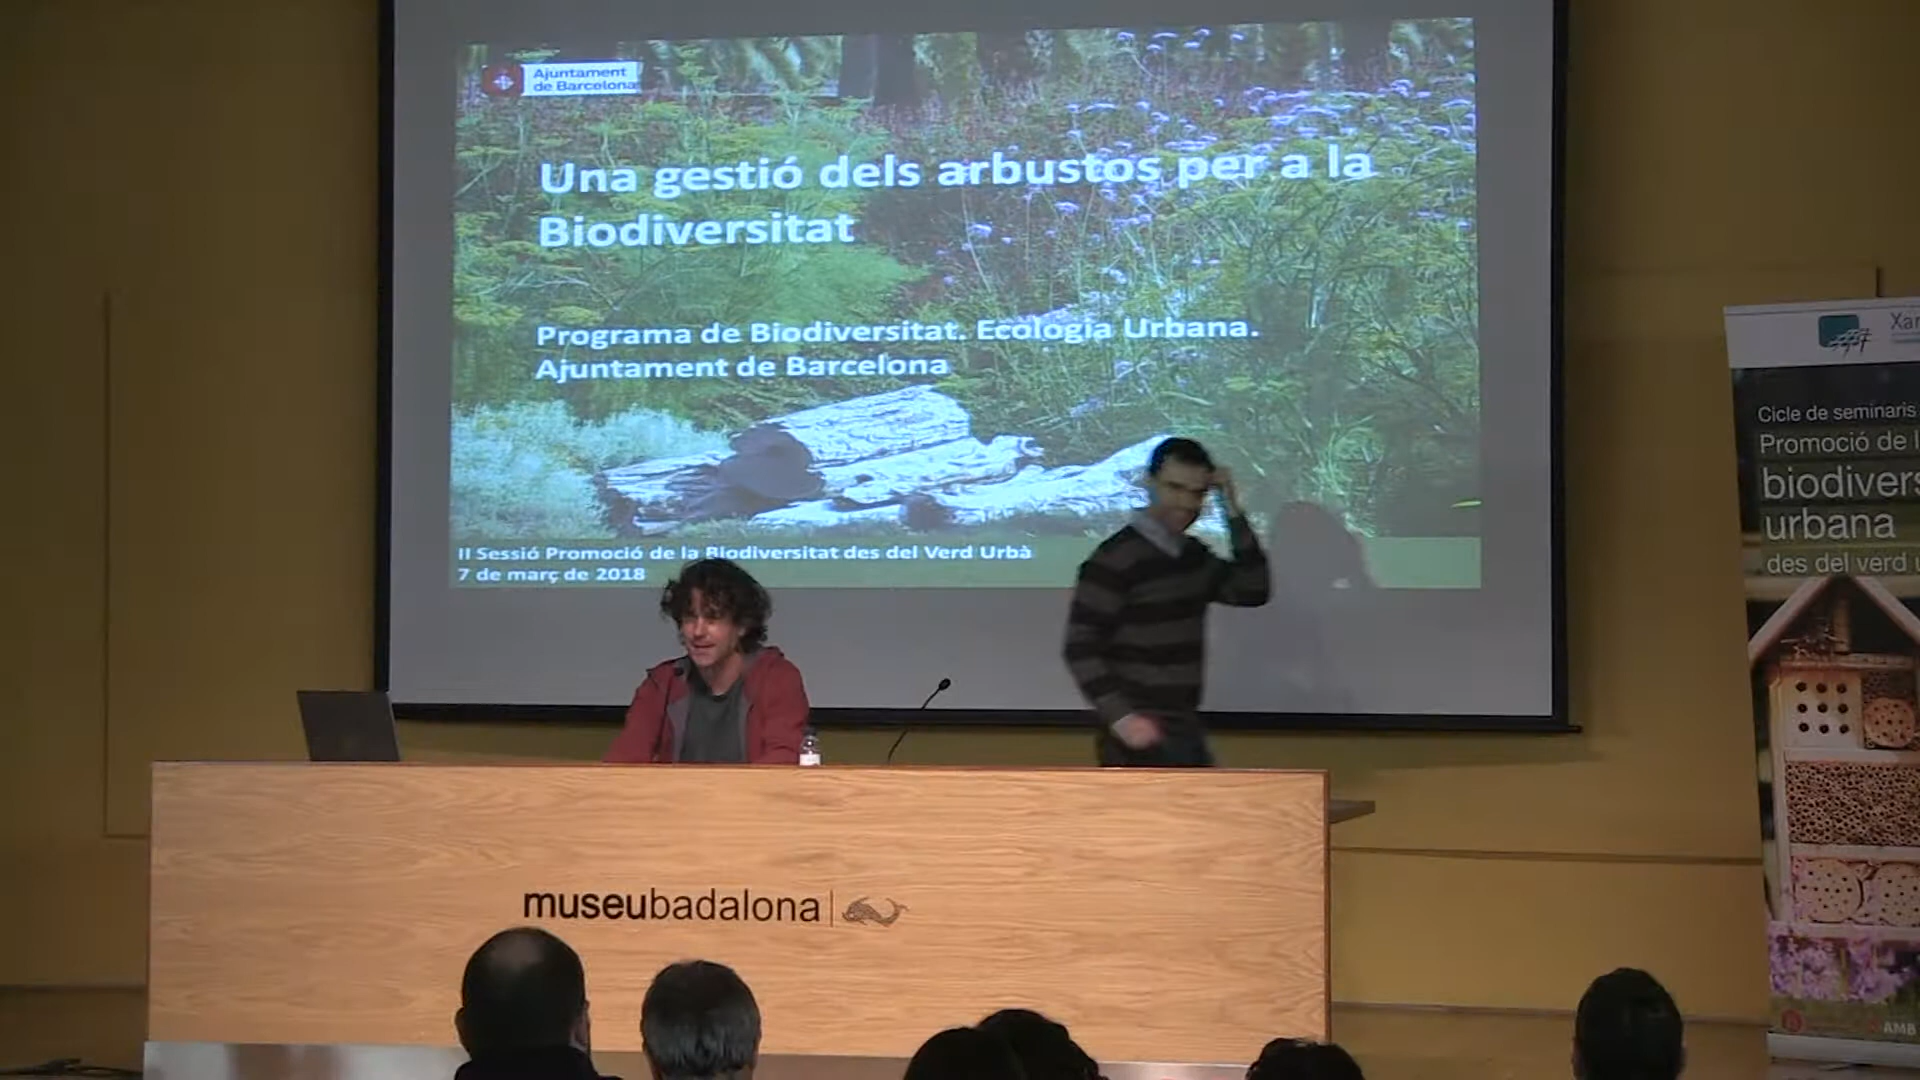 Ajuntament
de Barcelona
Una gestió dels arbustos per a la
Biodiversitat
Programa de Biodiversitat. Ecologia Urbana.
Ajuntament de Barcelona
II Sessió Promoció de la Biodiversitat des del Verd Urbà
7 de març de 2018
museubadalona
Xar
Cicle de seminaris
Promoció de l
biodivers
urbana
des del verd u
AMB